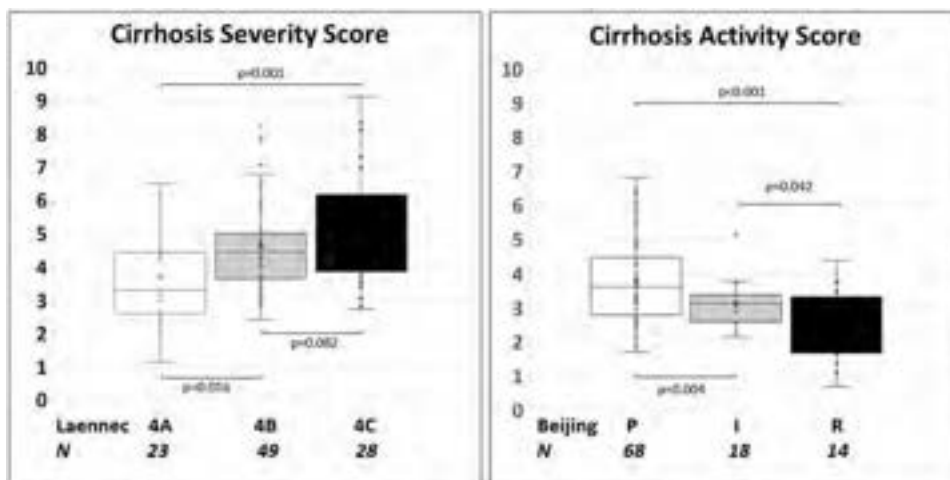 Cirrhosis Severity Score
10
p=0.001
9
8
7
6
5
4
3
2
p=0.002
1
0
Laennec 4A 4B 4C
N 23 49 28
Cirrhosis Activity Score
10
p<0.001
9
8
7
p=0.042
6
5
4
3
2
1
p=0.004
0
Beijing P I R
N 68 18 14